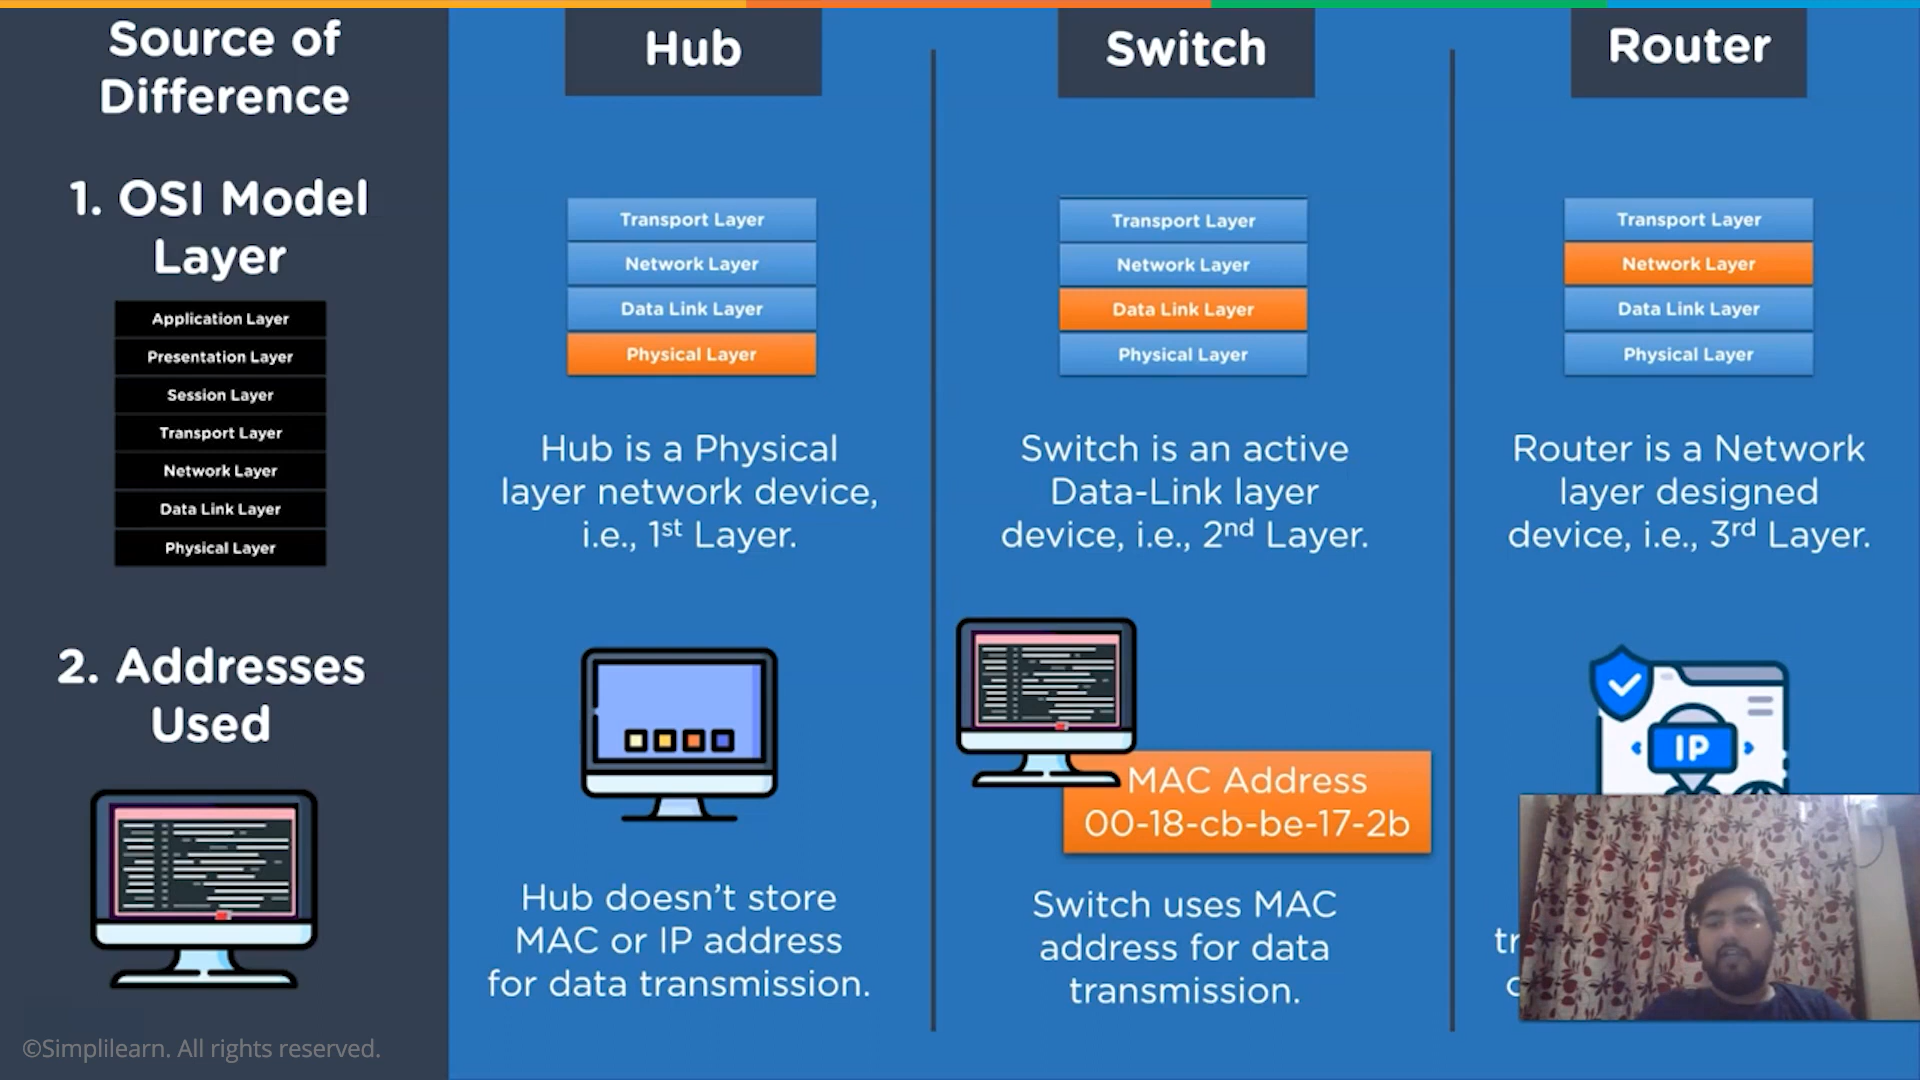 Source of
Difference
Hub
Switch
Router
1. OSI Model
Layer
Application Layer
Presentation Layer
Session Layer
Transport Layer
Network Layer
Data Link Layer
Physical Layer
Transport Layer
Network Layer
Data Link Layer
Physical Layer
Hub is a Physical
layer network device,
i.e., 1st Layer.
Transport Layer
Network Layer
Data Link Layer
Physical Layer
Switch is an active
Data-Link layer
device, i.e., 2nd Layer.
Transport Layer
Network Layer
Data Link Layer
Physical Layer
Router is a Network
layer designed
device, i.e., 3rd Layer.
2. Addresses
Used
Hub doesn't store
MAC or IP address
for data transmission.
MAC Address
00-18-cb-be-17-2b
Switch uses MAC
address for data
transmission.
IP
©Simplilearn. All rights reserved.